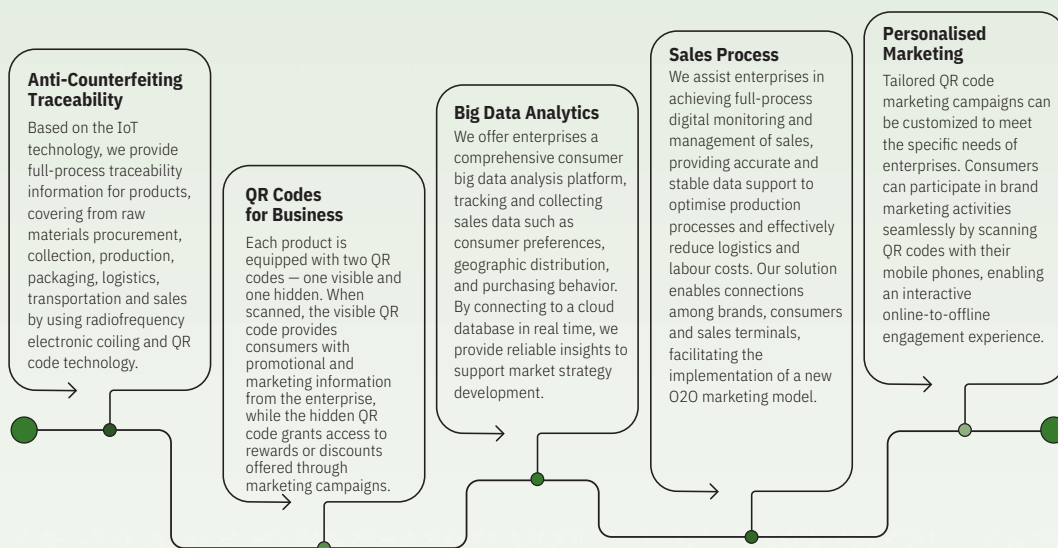 Anti-Counterfeiting
Traceability
Based on the IoT
technology, we provide
full-process traceability
information for products,
covering from raw
materials procurement,
collection, production,
packaging, logistics,
transportation and sales
by using radiofrequency
electronic coiling and QR
code technology.
QR Codes
for Business
Each product is
equipped with two QR
codes — one visible and
one hidden. When
scanned, the visible QR
code provides
consumers with
promotional and
marketing information
from the enterprise,
while the hidden QR
code grants access to
rewards or discounts
offered through
marketing campaigns.
Big Data Analytics
We offer enterprises a
comprehensive consumer
big data analysis platform,
tracking and collecting
sales data such as
consumer preferences,
geographic distribution,
and purchasing behavior.
By connecting to a cloud
database in real time, we
provide reliable insights to
support market strategy
development.
Sales Process
We assist enterprises in
achieving full-process
digital monitoring and
management of sales,
providing accurate and
stable data support to
optimise production
processes and effectively
reduce logistics and
labour costs. Our solution
enables connections
among brands, consumers
and sales terminals,
facilitating the
implementation of a new
O2O marketing model.
Personalised
Marketing
Tailored QR code
marketing campaigns can
be customized to meet
the specific needs of
enterprises. Consumers
can participate in brand
marketing activities
seamlessly by scanning
QR codes with their
mobile phones, enabling
an interactive
online-to-offline
engagement experience.